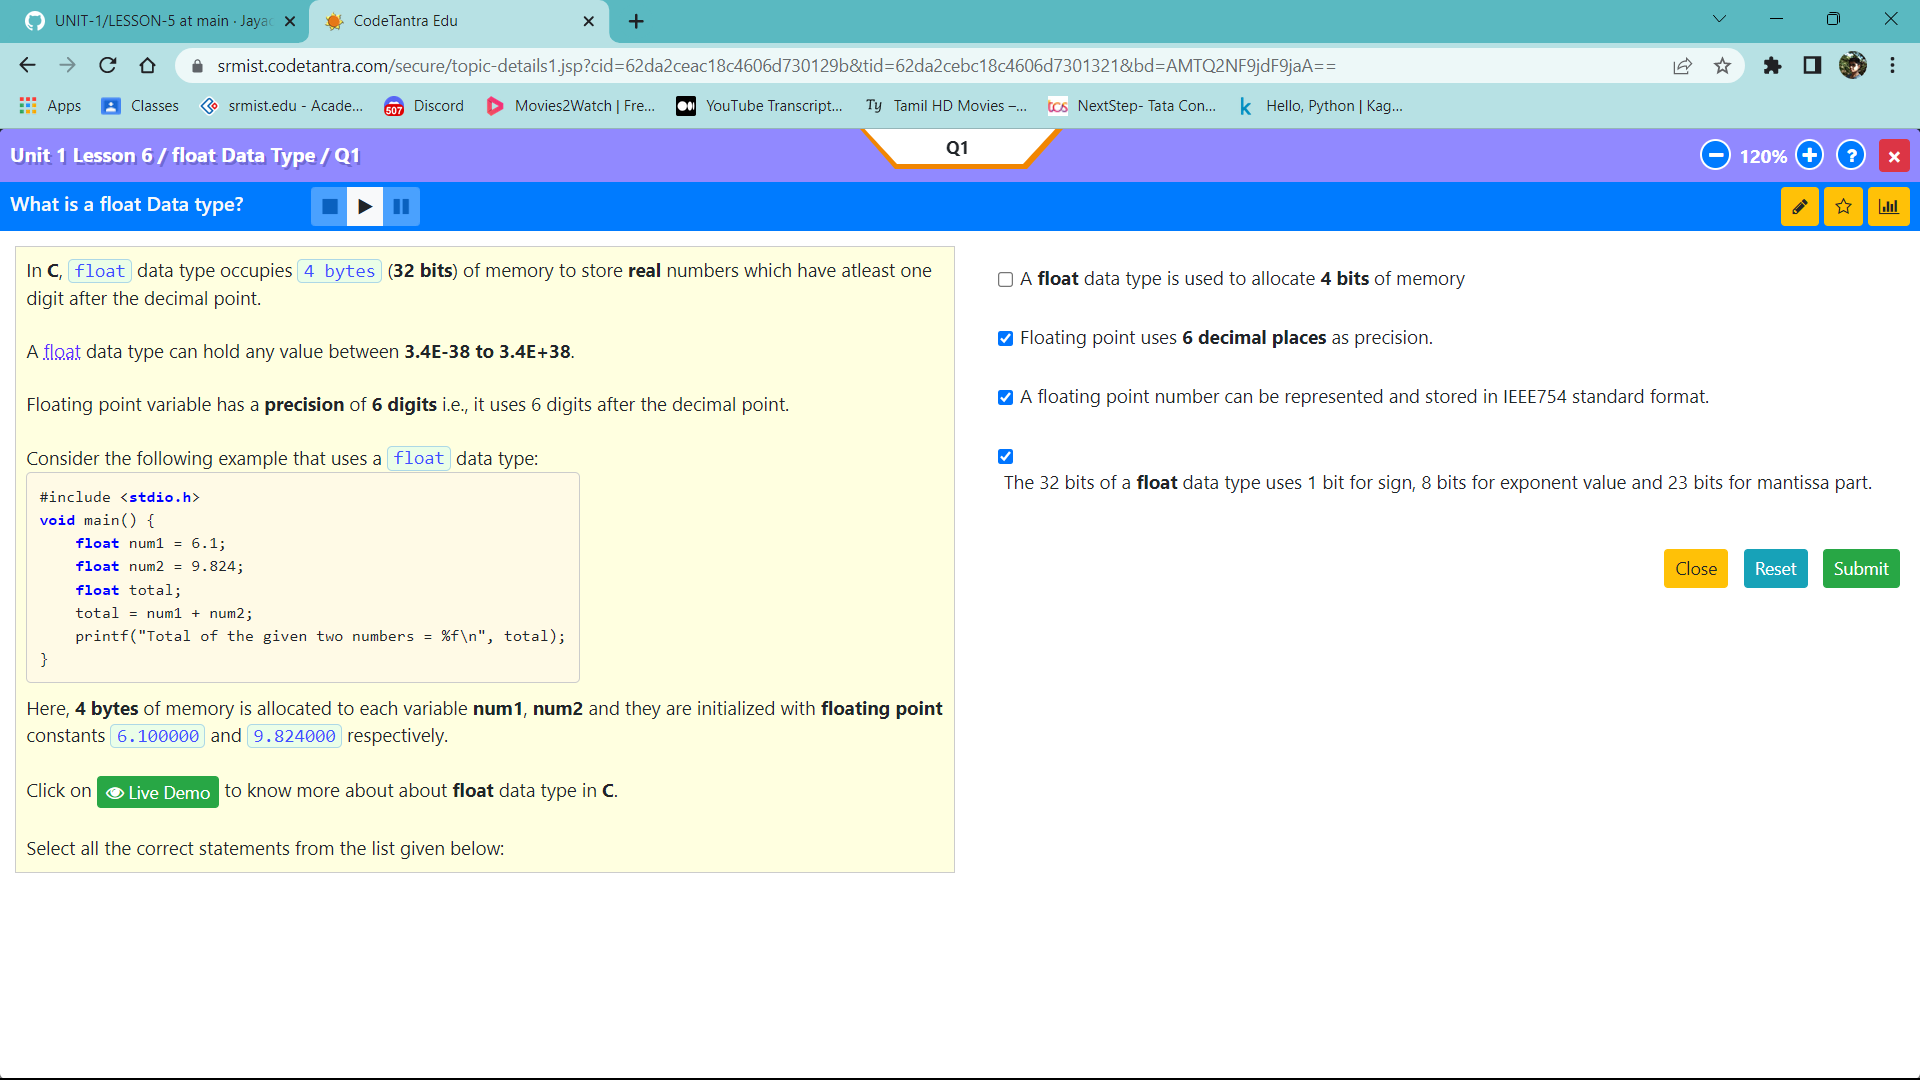 UNIT-1/LESSON-5 at main · Jayac
CodeTantra Edu
srmist.codetantra.com/secure/topic-details1.jsp?cid=62da2ceac18c4606d730129b&tid=62da2cebc18c4606d7301321&bd=AMTQ2NF9jdF9jaA==
Apps Classes srmist.edu - Acade... 507 Discord Movies2Watch | Fre... YouTube Transcript... Ty Tamil HD Movies –... tcs NextStep- Tata Con... k Hello, Python | Kag...
Unit 1 Lesson 6 / float Data Type / Q1
Q1
120%
?
What is a float Data type?
In C, float data type occupies 4 bytes (32 bits) of memory to store real numbers which have atleast one
digit after the decimal point.
A float data type can hold any value between 3.4E-38 to 3.4E+38.
Floating point variable has a precision of 6 digits i.e., it uses 6 digits after the decimal point.
Consider the following example that uses a float data type:
#include <stdio.h>
void main() {
float num1 = 6.1;
float num2 = 9.824;
float total;
total = num1 + num2;
printf("Total of the given two numbers = %f\n", total);
}
Here, 4 bytes of memory is allocated to each variable num1, num2 and they are initialized with floating point
constants 6.100000 and 9.824000 respectively.
Click on Live Demo to know more about about float data type in C.
Select all the correct statements from the list given below:
A float data type is used to allocate 4 bits of memory
Floating point uses 6 decimal places as precision.
A floating point number can be represented and stored in IEEE754 standard format.
The 32 bits of a float data type uses 1 bit for sign, 8 bits for exponent value and 23 bits for mantissa part.
Close Reset Submit